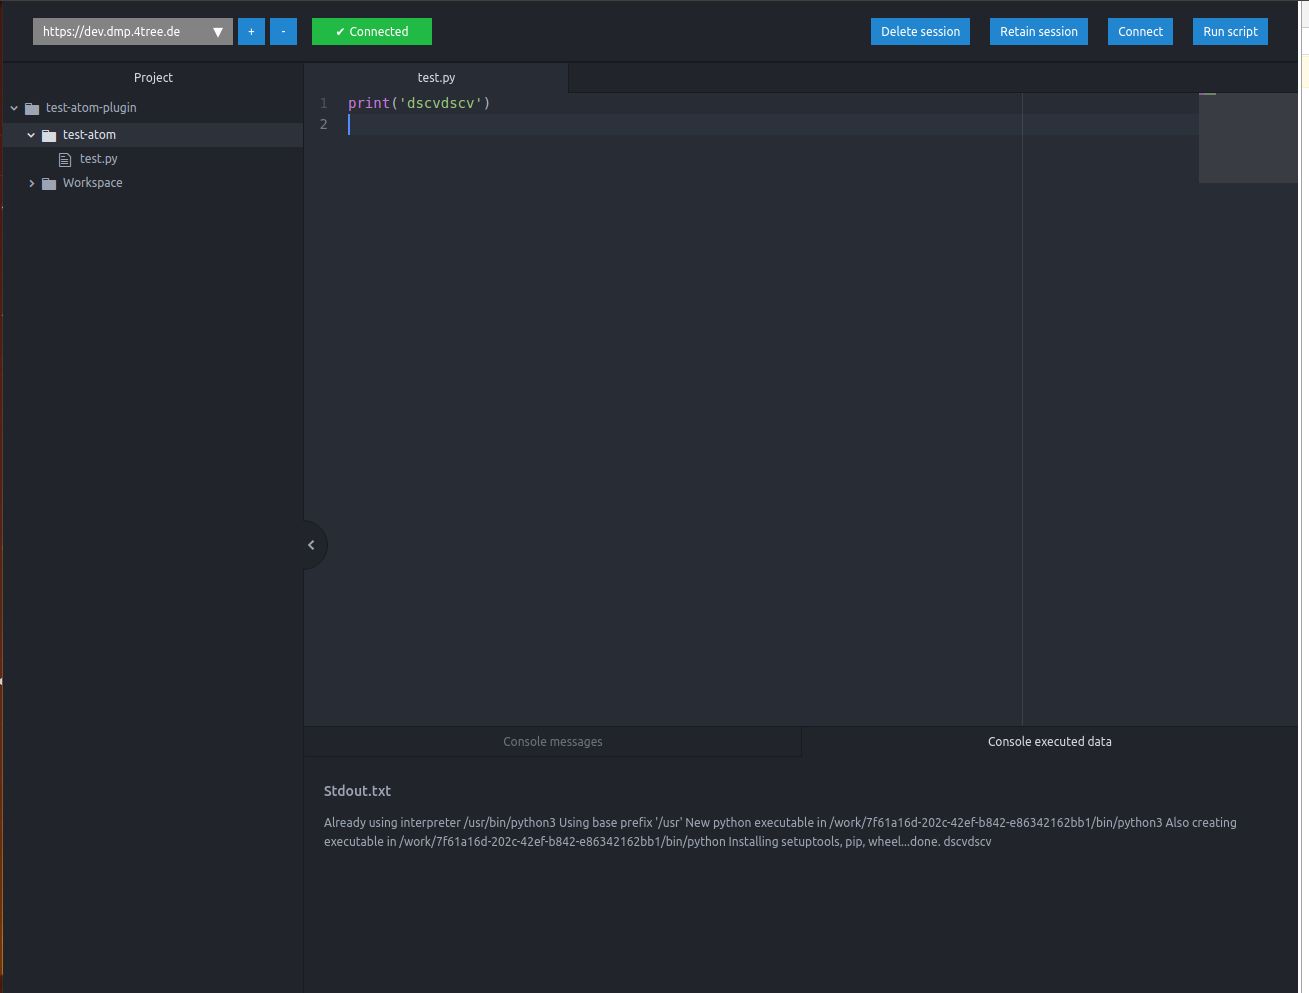 https://dev.dmp.4tree.de ▼ + - ✔ Connected Delete session Retain session Connect Run script
Project test.py
test-atom-plugin
test-atom
test.py
Workspace
1 print('dscvdscv')
2
Console messages Console executed data
Stdout.txt
Already using interpreter /usr/bin/python3 Using base prefix '/usr' New python executable in /work/7f61a16d-202c-42ef-b842-e86342162bb1/bin/python3 Also creating
executable in /work/7f61a16d-202c-42ef-b842-e86342162bb1/bin/python Installing setuptools, pip, wheel...done. dscvdscv